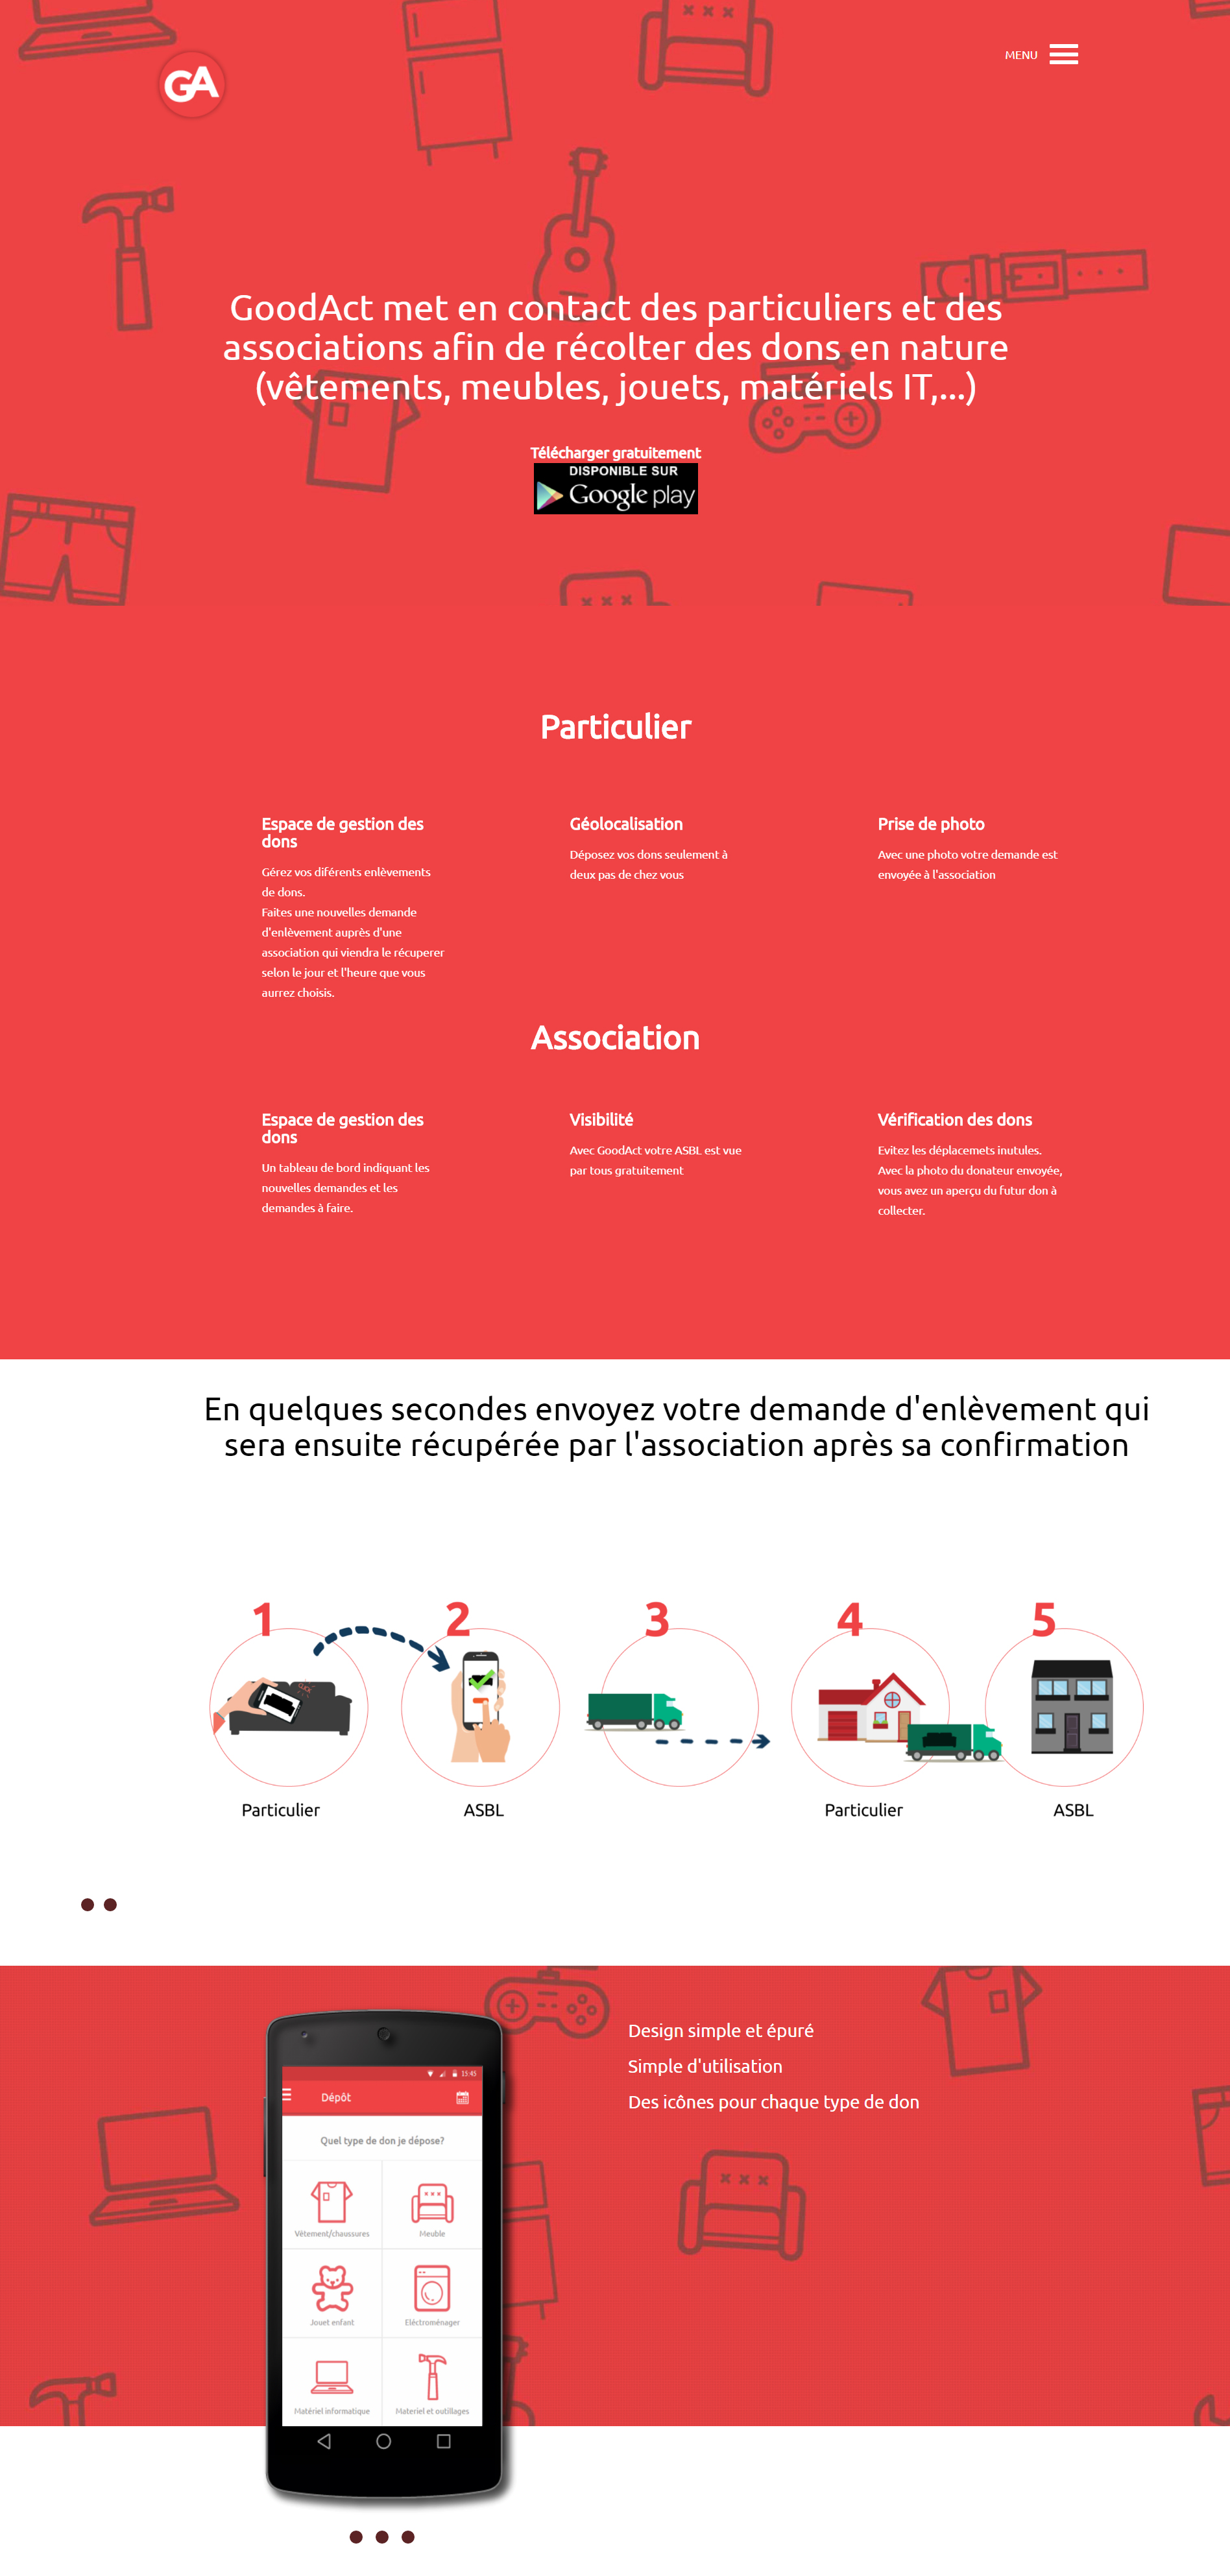 GA
MENU
GoodAct met en contact des particuliers et des
associations afin de récolter des dons en nature
(vêtements, meubles, jouets, matériels IT,...)
Télécharger gratuitement
DISPONIBLE SUR
Google play
Particulier
Espace de gestion des
dons
Gérez vos diférents enlèvements
de dons.
Faites une nouvelles demande
d'enlèvement auprès d'une
association qui viendra le récuperer
selon le jour et l'heure que vous
aurrez choisis.
Géolocalisation
Déposez vos dons seulement à
deux pas de chez vous
Prise de photo
Avec une photo votre demande est
envoyée à l'association
Association
Espace de gestion des
dons
Un tableau de bord indiquant les
nouvelles demandes et les
demandes à faire.
Visibilité
Avec GoodAct votre ASBL est vue
par tous gratuitement
Vérification des dons
Evitez les déplacemets inutules.
Avec la photo du donateur envoyée,
vous avez un aperçu du futur don à
collecter.
En quelques secondes envoyez votre demande d'enlèvement qui
sera ensuite récupérée par l'association après sa confirmation
1 2 3 4 5
CLICK
Particulier ASBL Particulier ASBL
13:45
Dépôt
Quel type de don je dépose?
Vêtement/chaussures Meuble
Jouet enfant Eléctroménager
Matériel informatique Materiel et outillages
Design simple et épuré
Simple d'utilisation
Des icônes pour chaque type de don